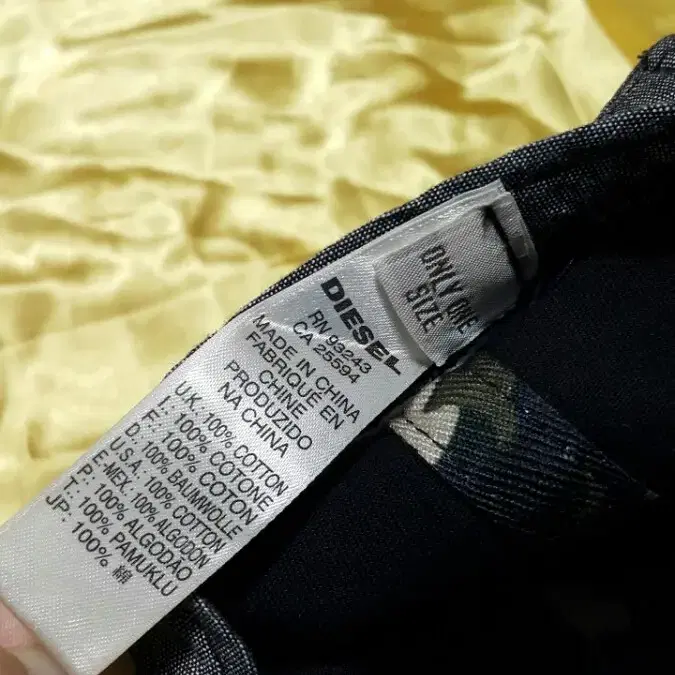 ONLY ONE
SIZE
DIESEL
RN 93243
CA 25594
MADE IN CHINA
FABRIQUÉ EN
CHINE
PRODUZIDO
NA CHINA
U.K.: 100% COTTON
I.: 100% COTONE
F.: 100% COTON
D.: 100% BAUMWOLLE
U.S.A.: 100% COTTON
E-MEX. 100% ALGODON
P.: 100% ALGODAO
T.: 100% PAMUKLU
JP.: 100% 綿